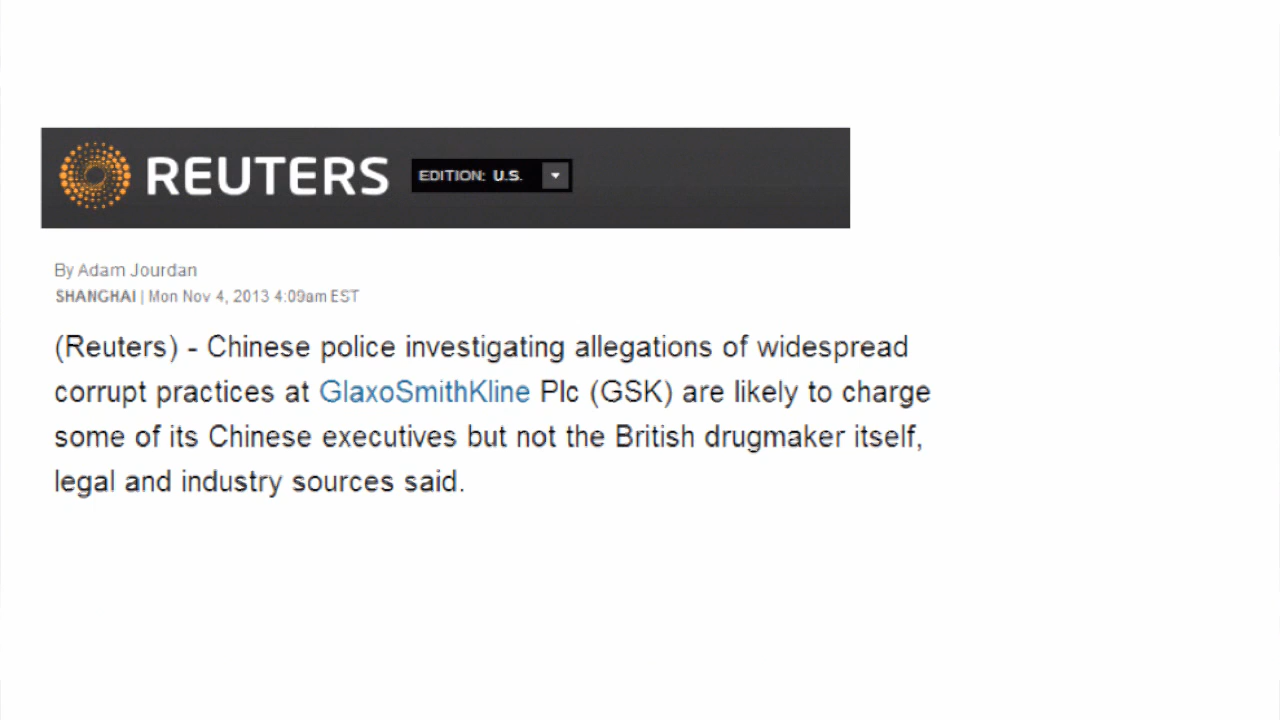 REUTERS EDITION: U.S.
By Adam Jourdan
SHANGHAI | Mon Nov 4, 2013 4:09am EST
(Reuters) - Chinese police investigating allegations of widespread
corrupt practices at GlaxoSmithKline Plc (GSK) are likely to charge
some of its Chinese executives but not the British drugmaker itself,
legal and industry sources said.